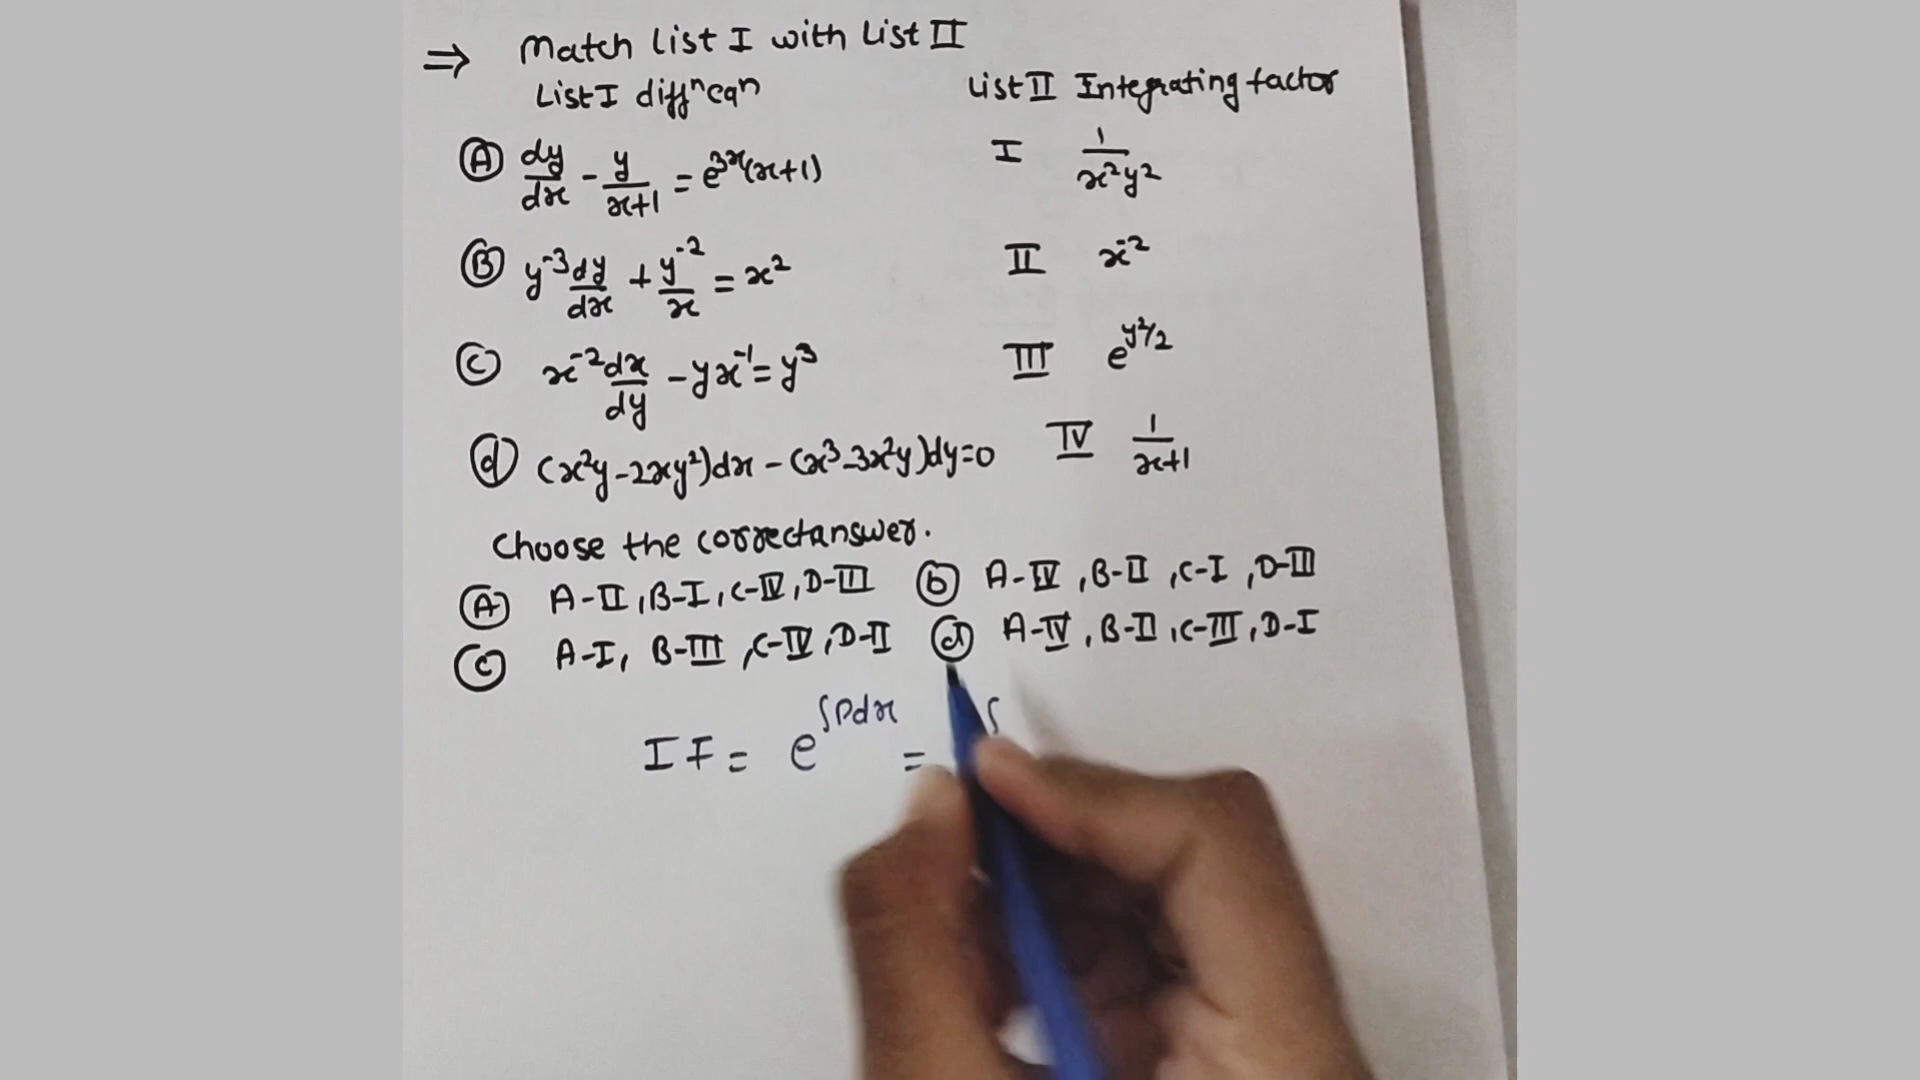 ⇒ Match List I with List II
List I diffⁿ eqⁿ List II Integrating factor
(A) dy/dx - y/x+1 = e^3x(x+1) I 1/x²y²
(B) y^-3 dy/dx + y^-2/x = x² II x^-2
(C) x^-2 dx/dy - yx^-1 = y³ III e^y²/2
(d) (x²y-2xy²)dx - (x³-3x²y)dy=0 IV 1/x+1
Choose the correct answer.
(A) A-II, B-I, C-IV, D-III (b) A-IV, B-II, C-I, D-III
(C) A-I, B-III, C-IV, D-II (d) A-IV, B-II, C-III, D-I
IF = e^∫Pdx = ∫